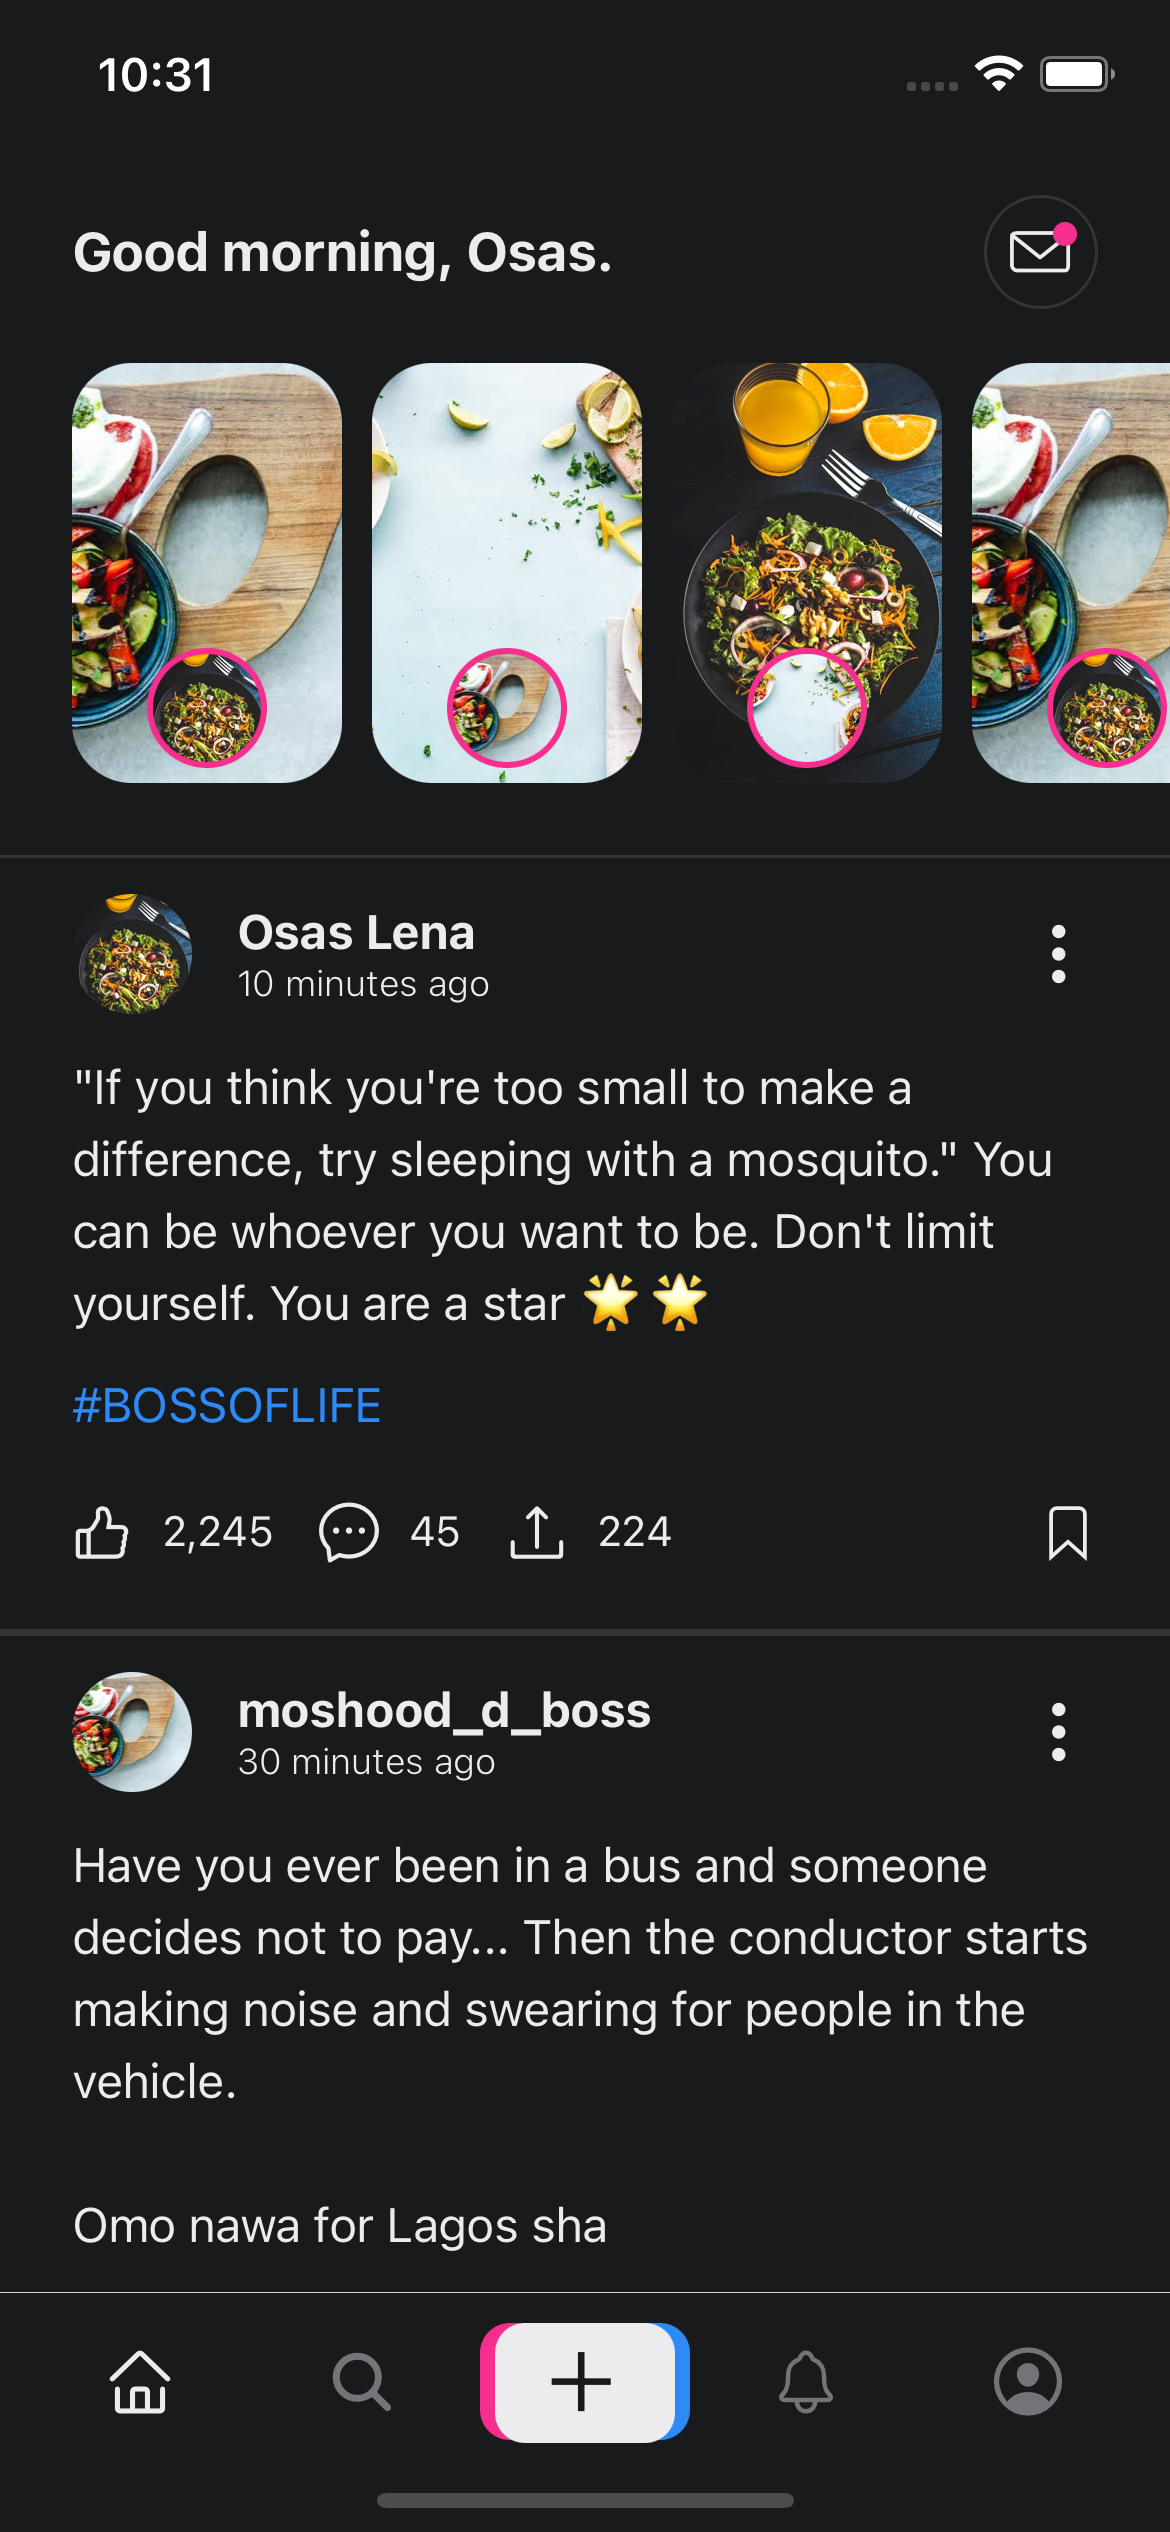 10:31
Good morning, Osas.
Osas Lena
10 minutes ago
"If you think you're too small to make a
difference, try sleeping with a mosquito." You
can be whoever you want to be. Don't limit
yourself. You are a star 🌟 🌟
#BOSSOFLIFE
2,245 45 224
moshood_d_boss
30 minutes ago
Have you ever been in a bus and someone
decides not to pay... Then the conductor starts
making noise and swearing for people in the
vehicle.
Omo nawa for Lagos sha